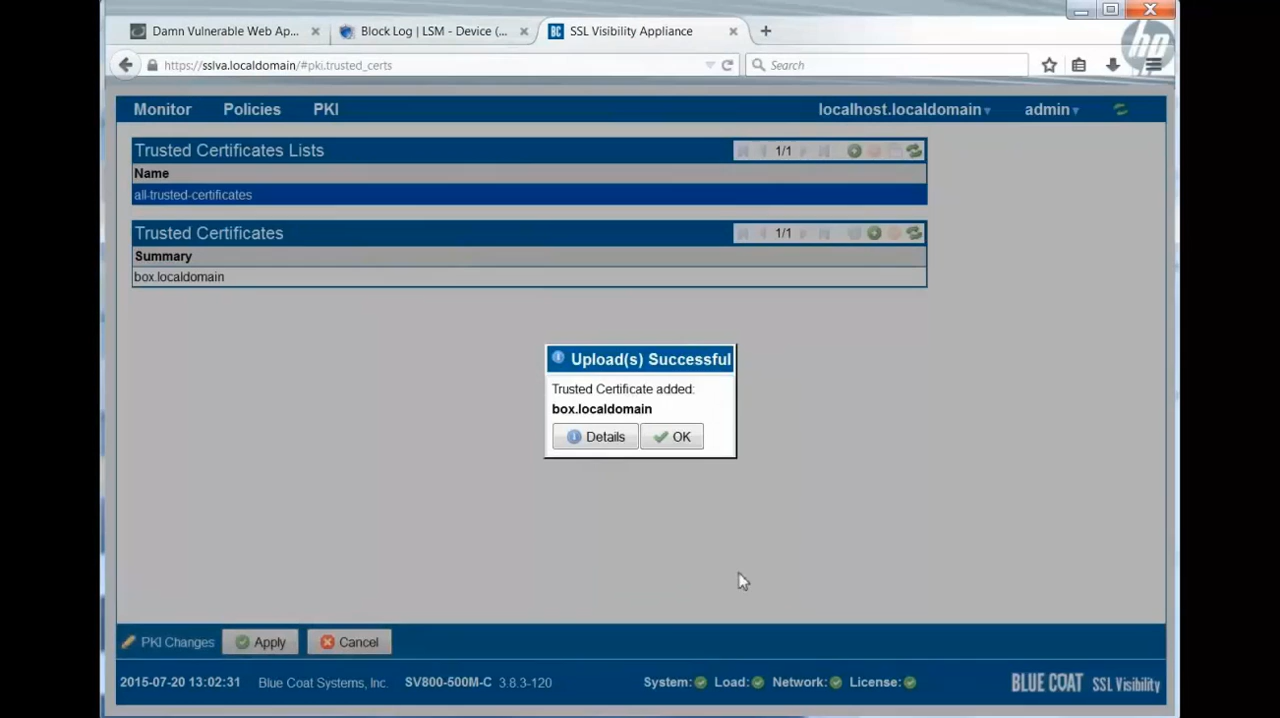 Damn Vulnerable Web Ap...
Block Log | LSM - Device (...
BC SSL Visibility Appliance
hp
https://sslva.localdomain/#pki.trusted_certs
Search
Monitor Policies PKI localhost.localdomain admin
Trusted Certificates Lists 1/1
Name
all-trusted-certificates
Trusted Certificates 1/1
Summary
box.localdomain
Upload(s) Successful
Trusted Certificate added:
box.localdomain
Details OK
PKI Changes Apply Cancel
2015-07-20 13:02:31 Blue Coat Systems, Inc. SV800-500M-C 3.8.3-120 System: Load: Network: License: BLUE COAT SSL Visibility